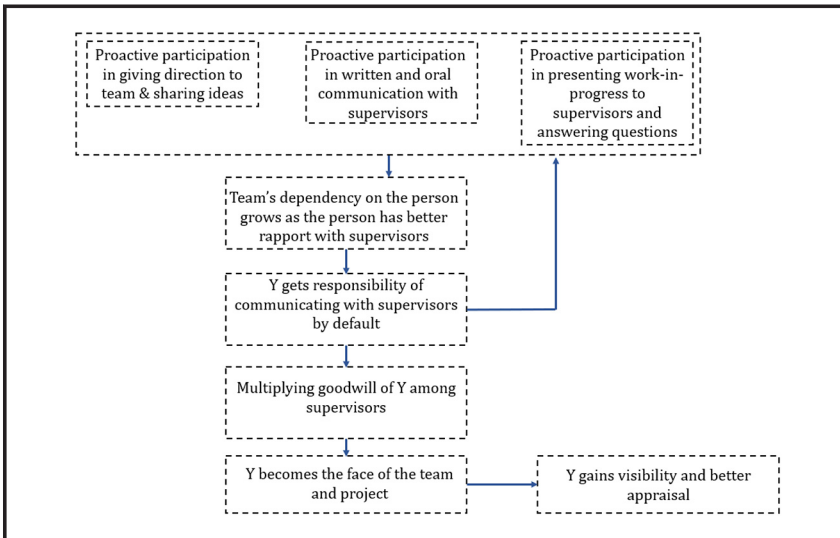 Proactive participation
in giving direction to
team & sharing ideas
Proactive participation
in written and oral
communication with
supervisors
Proactive participation
in presenting work-in-
progress to
supervisors and
answering questions
Team's dependency on the person
grows as the person has better
rapport with supervisors
Y gets responsibility of
communicating with supervisors
by default
Multiplying goodwill of Y among
supervisors
Y becomes the face of the team
and project
Y gains visibility and better
appraisal